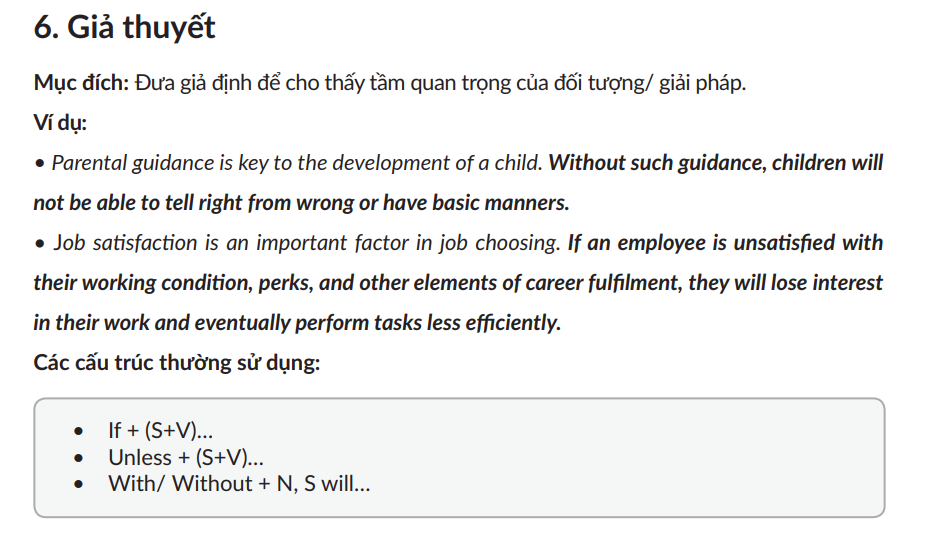 6. Giả thuyết
Mục đích: Đưa giả định để cho thấy tầm quan trọng của đối tượng/ giải pháp.
Ví dụ:
• Parental guidance is key to the development of a child. Without such guidance, children will
not be able to tell right from wrong or have basic manners.
• Job satisfaction is an important factor in job choosing. If an employee is unsatisfied with
their working condition, perks, and other elements of career fulfilment, they will lose interest
in their work and eventually perform tasks less efficiently.
Các cấu trúc thường sử dụng:
• If + (S+V)...
• Unless + (S+V)...
• With/ Without + N, S will...